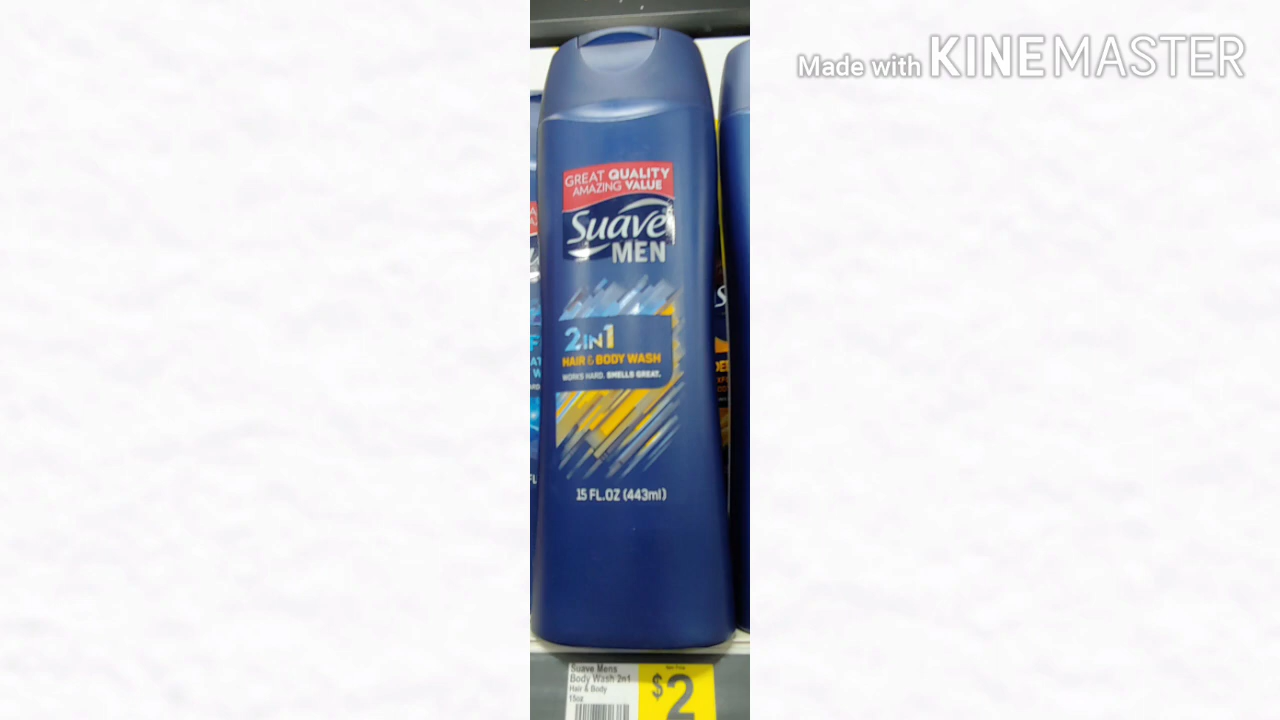 Made with KINEMASTER
GREAT QUALITY
AMAZING VALUE
Suave
MEN
2IN1
HAIR & BODY WASH
WORKS HARD. SMELLS GREAT.
15 FL.OZ (443ml)
Suave Mens
Body Wash 2n1
Hair & Body
15oz
$2